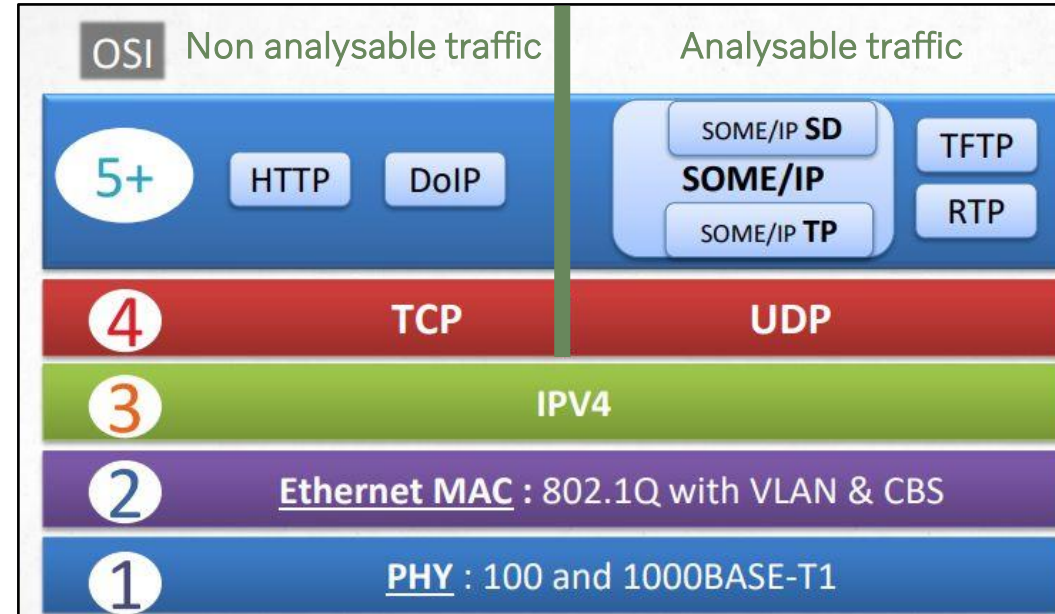 OSI
Non analysable traffic
Analysable traffic
5+
HTTP
DoIP
SOME/IP SD
SOME/IP
SOME/IP TP
TFTP
RTP
4
TCP
UDP
3
IPV4
2
Ethernet MAC : 802.1Q with VLAN & CBS
1
PHY : 100 and 1000BASE-T1